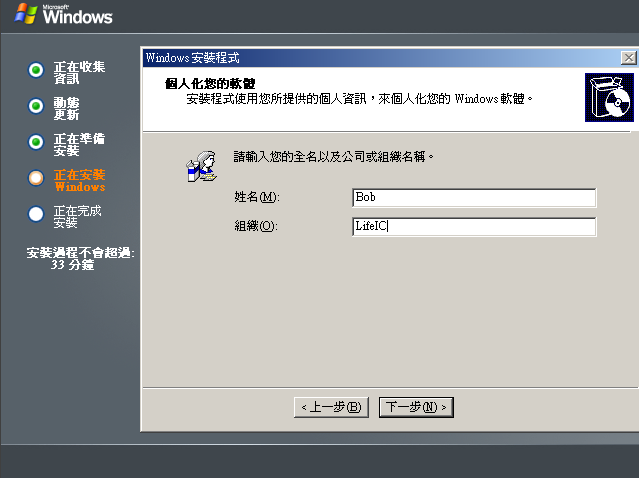 Microsoft
Windows
正在收集
資訊
動態
更新
正在準備
安裝
正在安裝
Windows
正在完成
安裝
安裝過程不會超過:
33 分鐘
Windows 安裝程式
個人化您的軟體
安裝程式使用您所提供的個人資訊，來個人化您的 Windows 軟體。
請輸入您的全名以及公司或組織名稱。
姓名(M): Bob
組織(O): LifeIC
< 上一步(B) 下一步(N) >